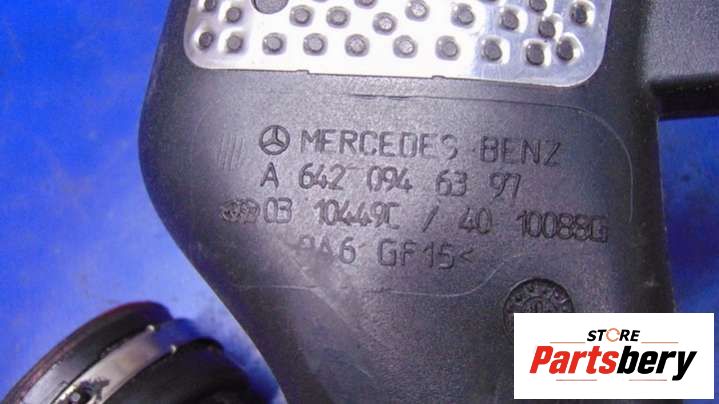 MERCEDES BENZ
A 642 094 63 97
03 10449C / 40 10088G
PA6 GF15<
STORE
Partsbery